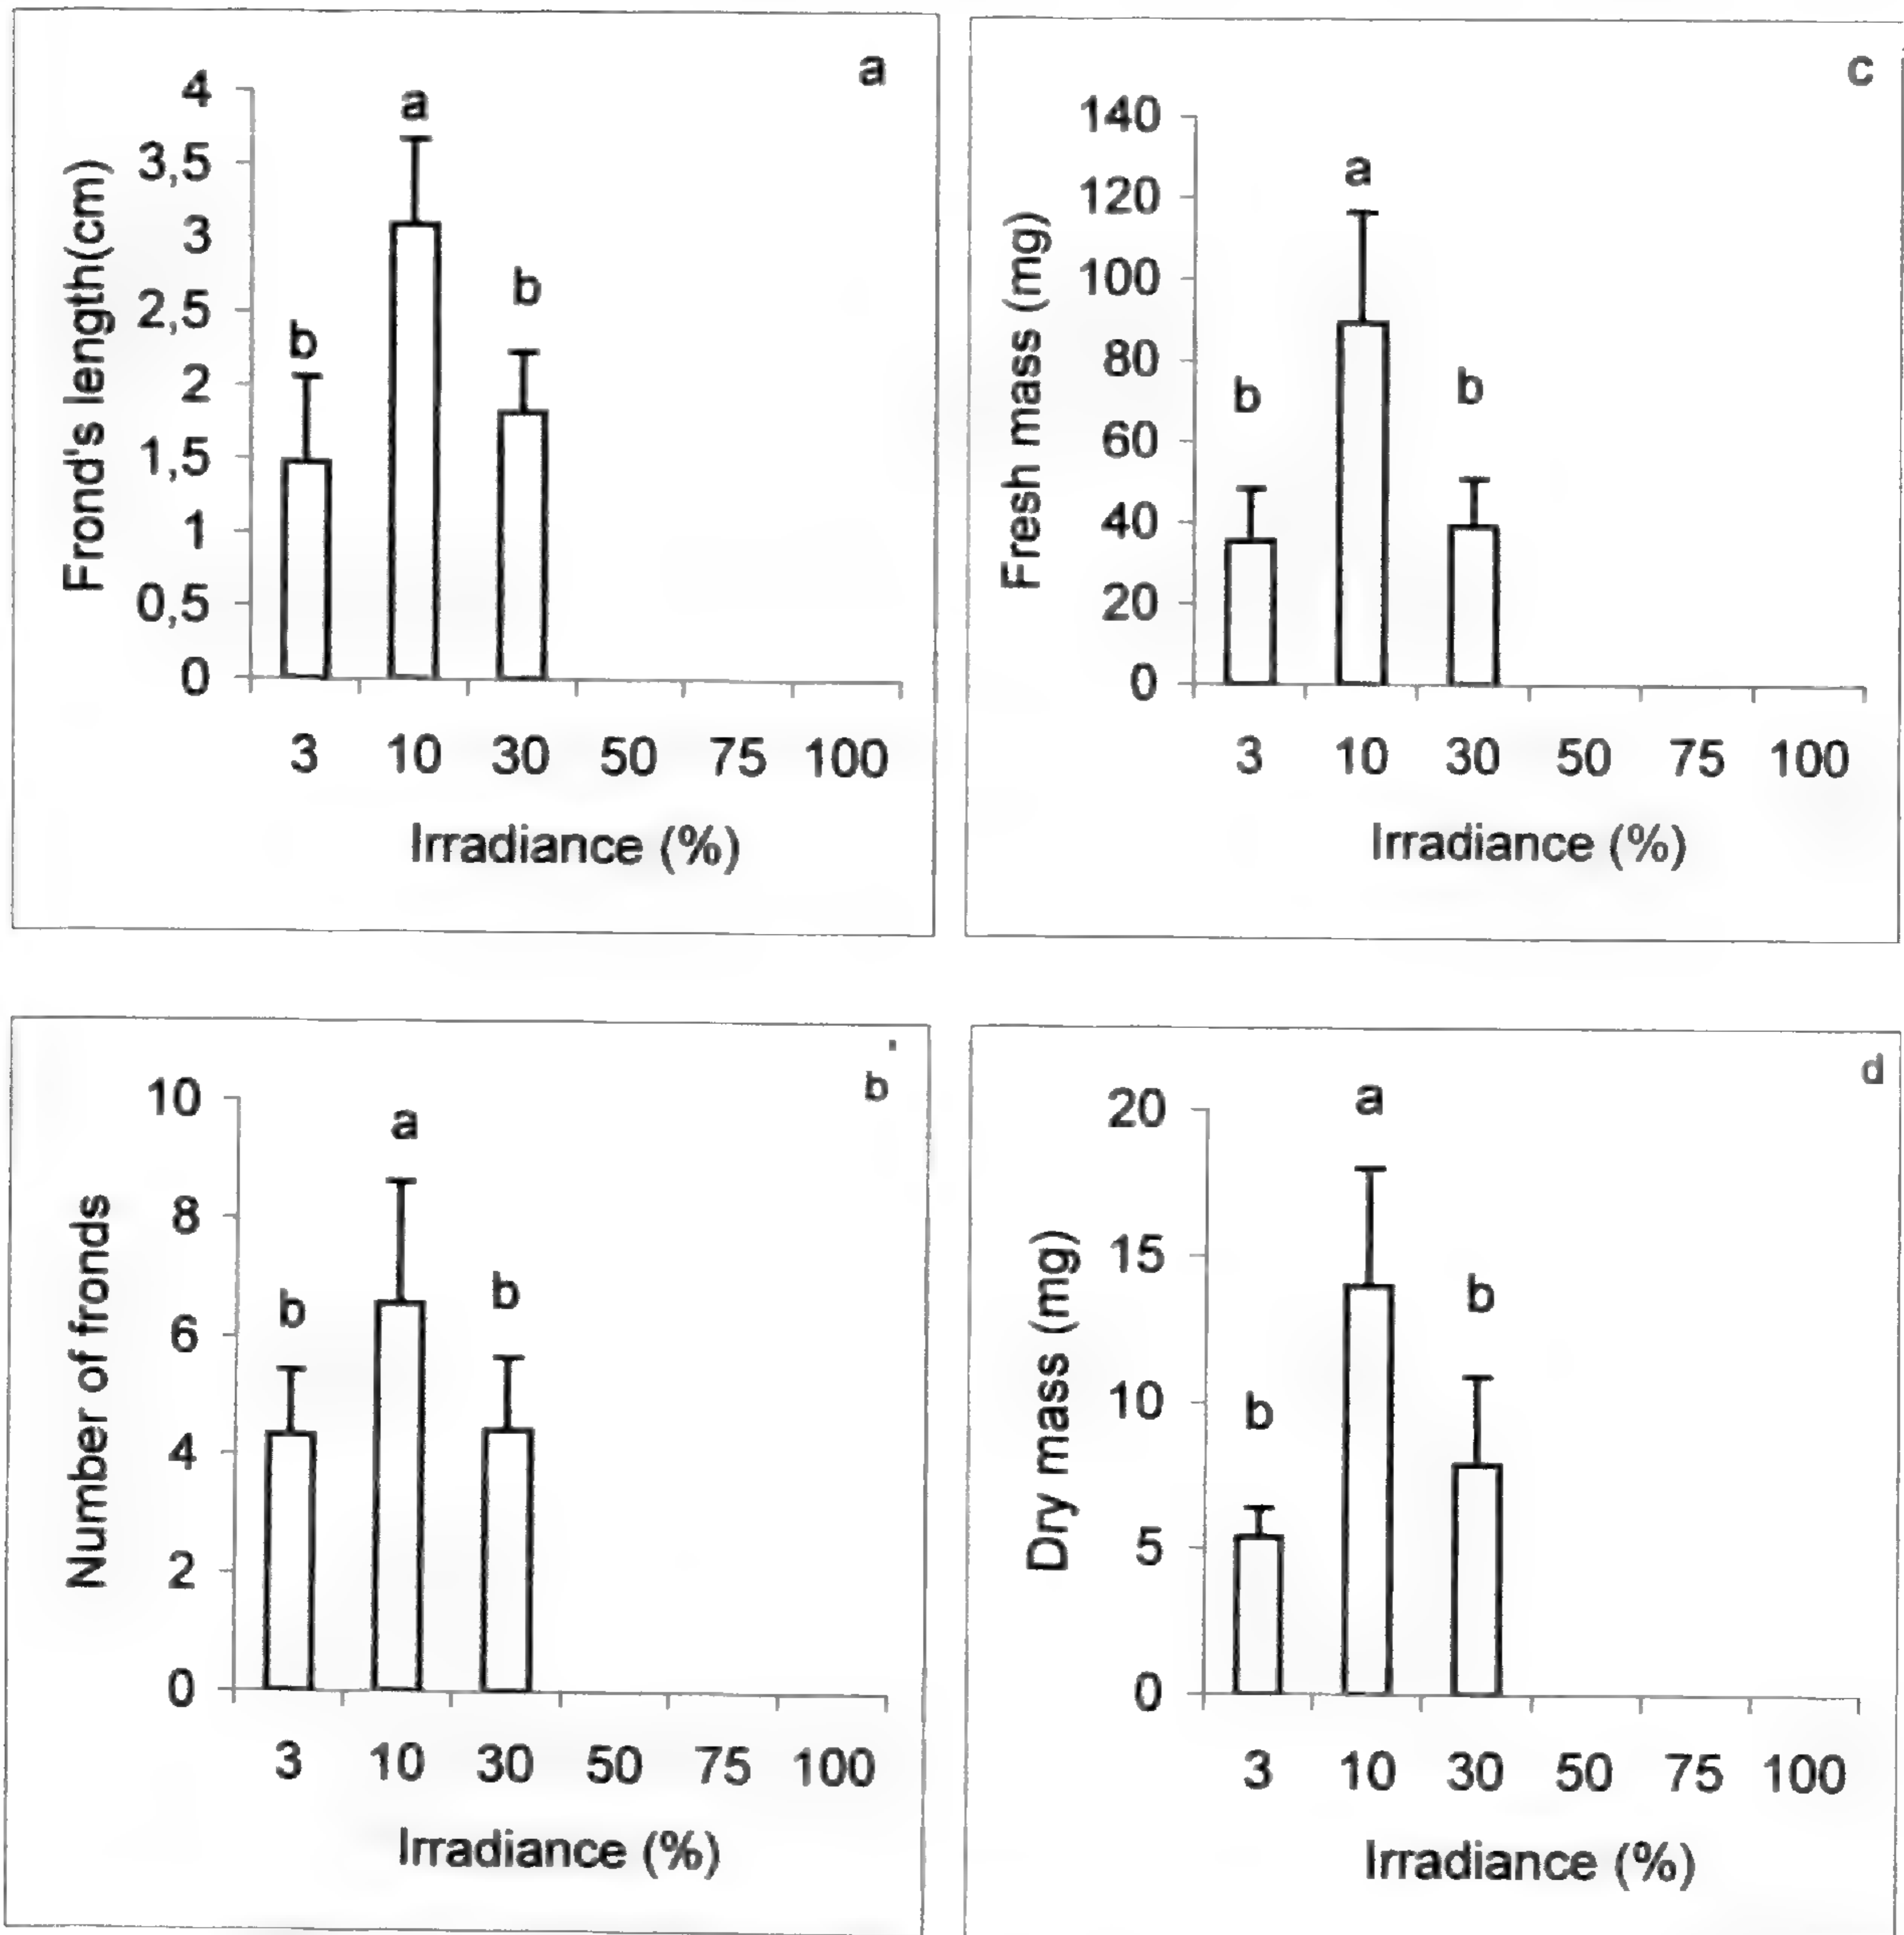 a
4
3,5
3
2,5
2
1,5
1
0,5
0
Frond's length(cm)
b
a
b
3 10 30 50 75 100
Irradiance (%)
c
140
120
100
80
60
40
20
0
Fresh mass (mg)
b
a
b
3 10 30 50 75 100
Irradiance (%)
b
10
8
6
4
2
0
Number of fronds
b
a
b
3 10 30 50 75 100
Irradiance (%)
d
20
15
10
5
0
Dry mass (mg)
b
a
b
3 10 30 50 75 100
Irradiance (%)